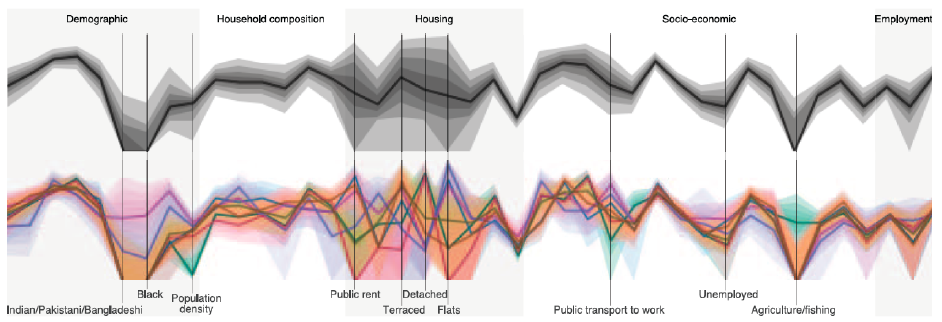 Demographic
Household composition
Housing
Socio-economic
Employment
Black
Population
density
Indian/Pakistani/Bangladeshi
Public rent
Detached
Terraced
Flats
Unemployed
Public transport to work
Agriculture/fishing